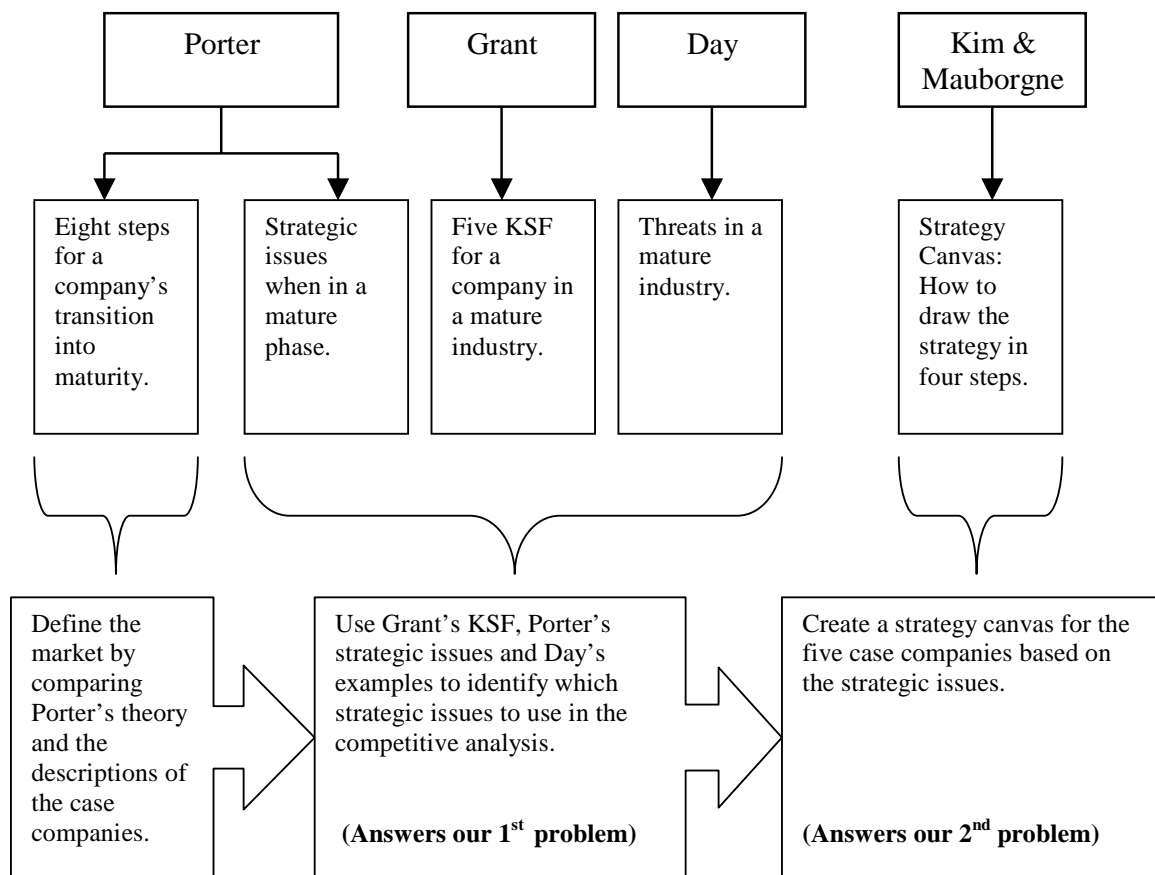 Porter
Grant
Day
Kim &
Mauborgne
Eight steps
for a
company’s
transition
into
maturity.
Strategic
issues
when in a
mature
phase.
Five KSF
for a
company in
a mature
industry.
Threats in a
mature
industry.
Strategy
Canvas:
How to
draw the
strategy in
four steps.
Define the
market by
comparing
Porter’s theory
and the
descriptions of
the case
companies.
Use Grant’s KSF, Porter’s
strategic issues and Day’s
examples to identify which
strategic issues to use in the
competitive analysis.
(Answers our 1st problem)
Create a strategy canvas for the
five case companies based on
the strategic issues.
(Answers our 2nd problem)